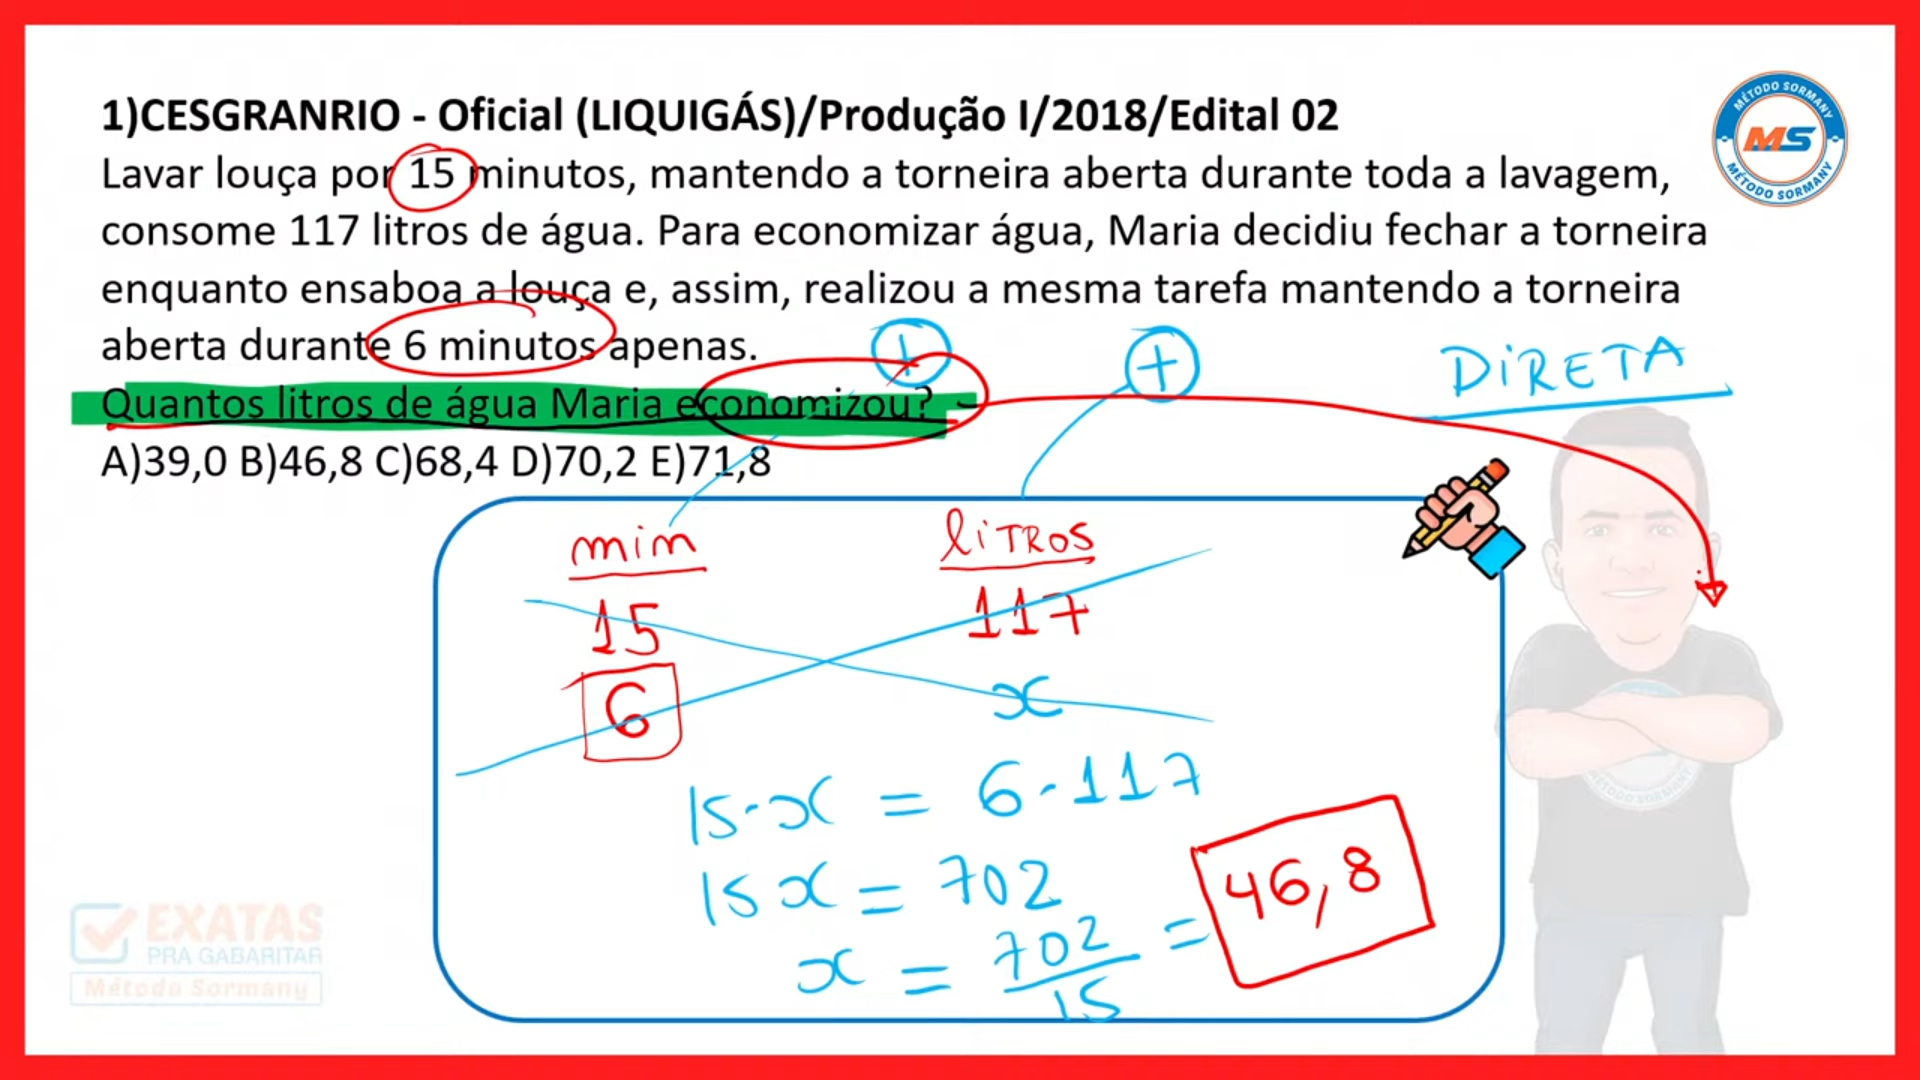 1)CESGRANRIO - Oficial (LIQUIGÁS)/Produção I/2018/Edital 02
MÉTODO SORMANY
MS
MÉTODO SORMANY
Lavar louça por 15 minutos, mantendo a torneira aberta durante toda a lavagem,
consome 117 litros de água. Para economizar água, Maria decidiu fechar a torneira
enquanto ensaboa a louça e, assim, realizou a mesma tarefa mantendo a torneira
aberta durante 6 minutos apenas.
+ +
DIRETA
Quantos litros de água Maria economizou?
A)39,0 B)46,8 C)68,4 D)70,2 E)71,8
mim litros
15 117
6 x
15·x = 6·117
15x = 702
x = 702/15 = 46,8
EXATAS
PRA GABARITAR
Método Sormany